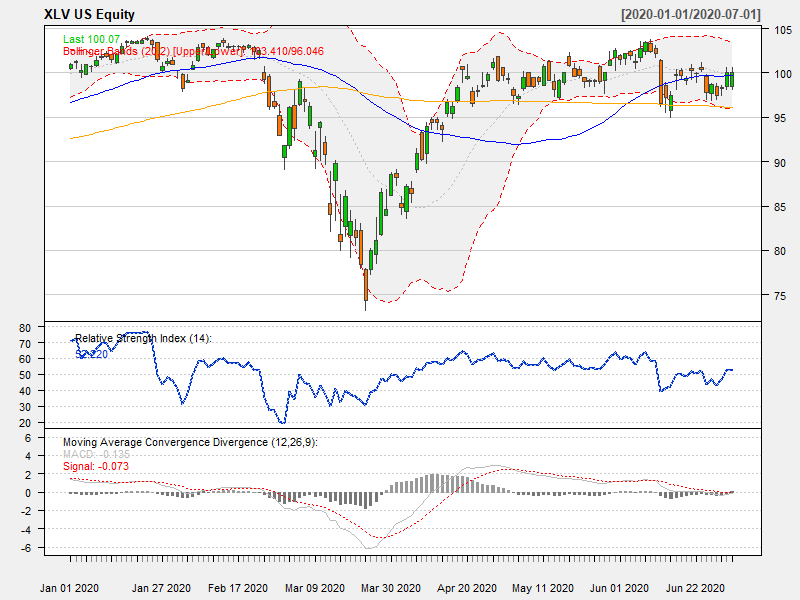 XLV US Equity [2020-01-01/2020-07-01]
Last 100.07
Bollinger Bands (20,2) [Upper/Lower]: 103.410/96.046
105
100
95
90
85
80
75
Relative Strength Index (14):
52.220
80
70
60
50
40
30
20
Moving Average Convergence Divergence (12,26,9):
MACD: -0.135
Signal: -0.073
6
4
2
0
-2
-4
-6
Jan 01 2020 Jan 27 2020 Feb 17 2020 Mar 09 2020 Mar 30 2020 Apr 20 2020 May 11 2020 Jun 01 2020 Jun 22 2020